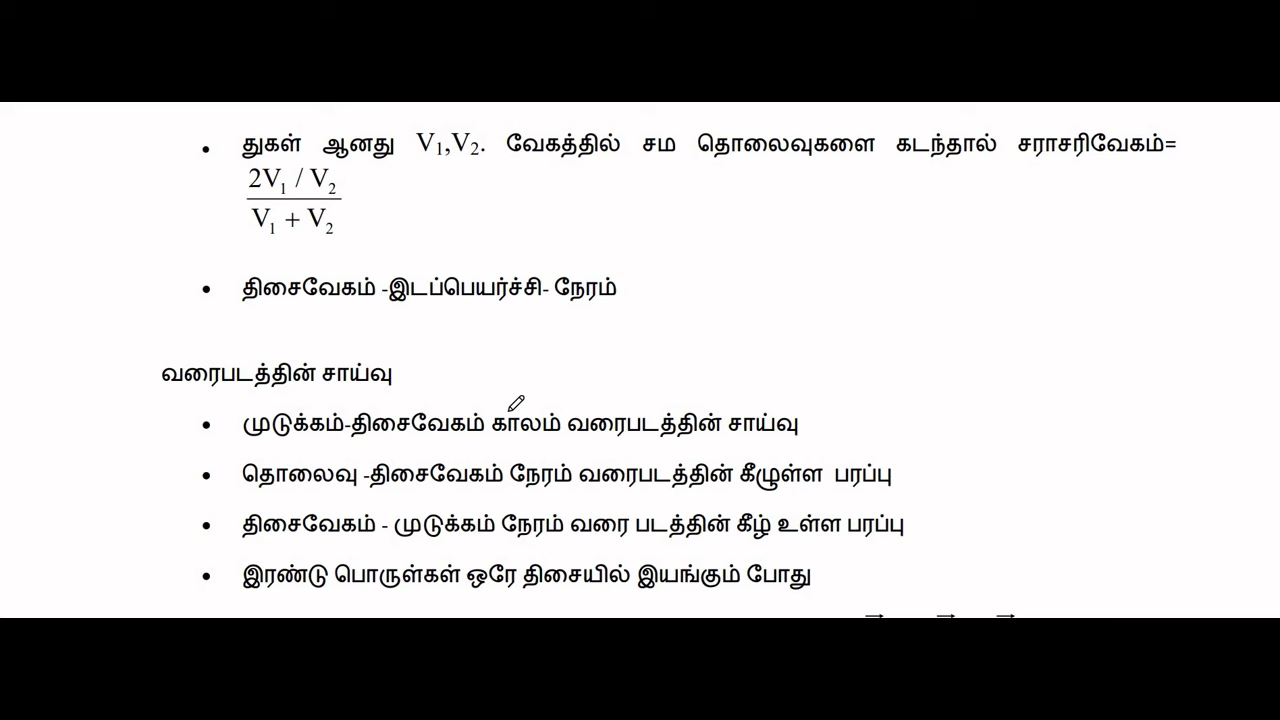 • துகள் ஆனது V₁,V₂. வேகத்தில் சம தொலைவுகளை கடந்தால் சராசரிவேகம்=
2V₁ / V₂
V₁ + V₂
• திசைவேகம் -இடப்பெயர்ச்சி- நேரம்
வரைபடத்தின் சாய்வு
• முடுக்கம்-திசைவேகம் காலம் வரைபடத்தின் சாய்வு
• தொலைவு -திசைவேகம் நேரம் வரைபடத்தின் கீழுள்ள பரப்பு
• திசைவேகம் - முடுக்கம் நேரம் வரை படத்தின் கீழ் உள்ள பரப்பு
• இரண்டு பொருள்கள் ஒரே திசையில் இயங்கும் போது